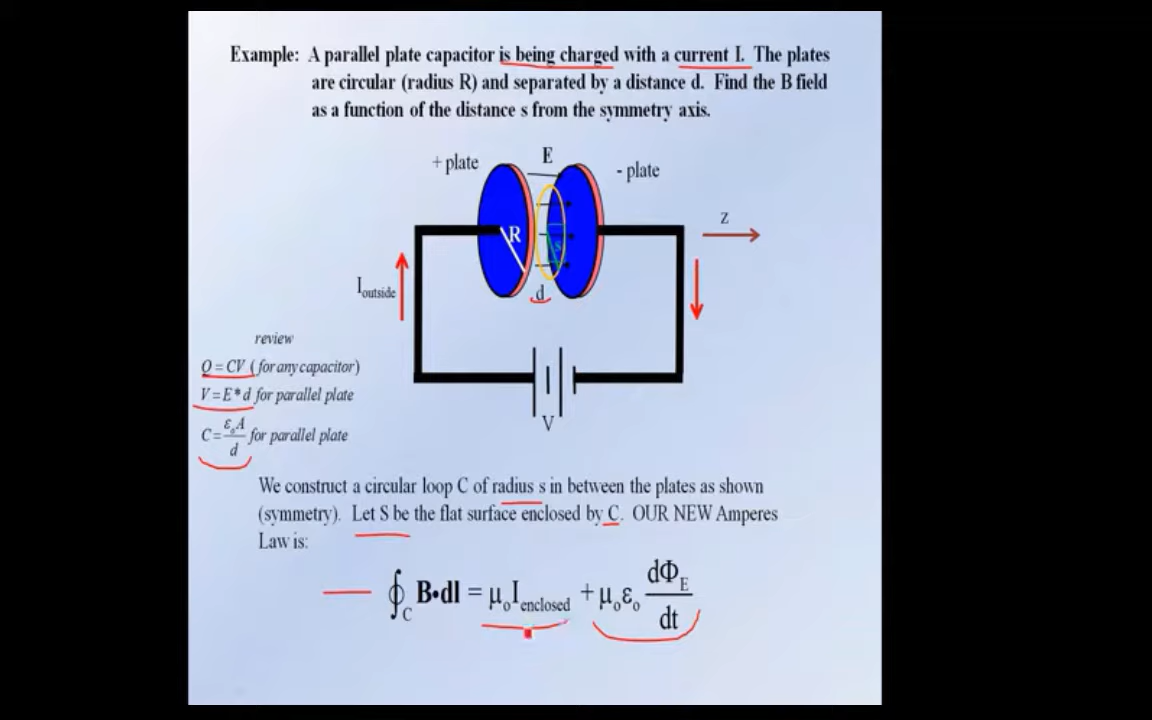 Example: A parallel plate capacitor is being charged with a current I. The plates
are circular (radius R) and separated by a distance d. Find the B field
as a function of the distance s from the symmetry axis.
+ plate
E
- plate
R
s
z
I outside
d
review
Q = CV ( for any capacitor)
V = E* d for parallel plate
C = ε₀A / d for parallel plate
V
We construct a circular loop C of radius s in between the plates as shown
(symmetry). Let S be the flat surface enclosed by C. OUR NEW Amperes
Law is:
∮_C B•dl = μ₀I_enclosed + μ₀ε₀ dΦ_E / dt